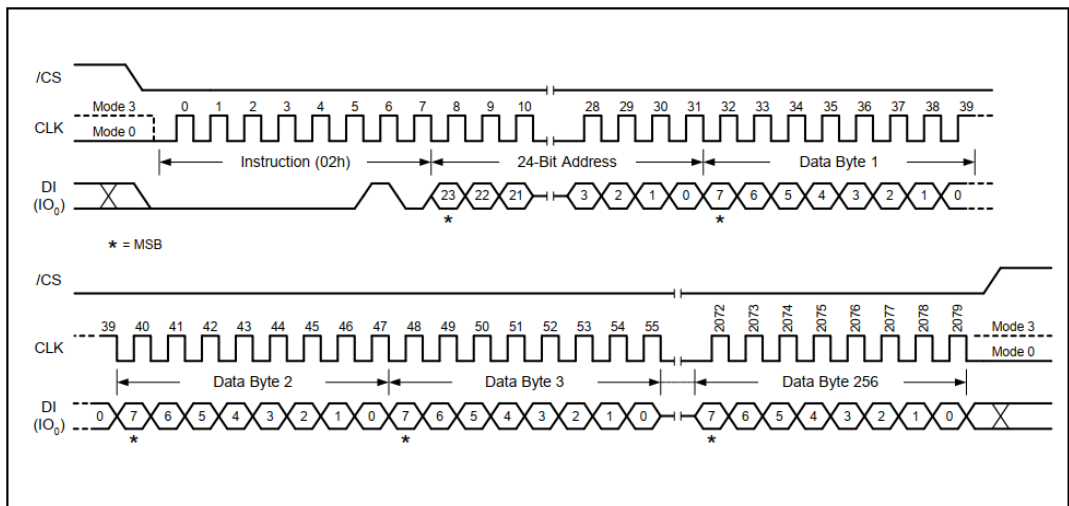 /CS
Mode 3 0 1 2 3 4 5 6 7 8 9 10 28 29 30 31 32 33 34 35 36 37 38 39
CLK Mode 0
Instruction (02h) 24-Bit Address Data Byte 1
DI (IO0) 23 22 21 3 2 1 0 7 6 5 4 3 2 1 0
* *
* = MSB
/CS
39 40 41 42 43 44 45 46 47 48 49 50 51 52 53 54 55 2072 2073 2074 2075 2076 2077 2078 2079 Mode 3
CLK Mode 0
Data Byte 2 Data Byte 3 Data Byte 256
DI (IO0) 0 7 6 5 4 3 2 1 0 7 6 5 4 3 2 1 0 7 6 5 4 3 2 1 0
* * *